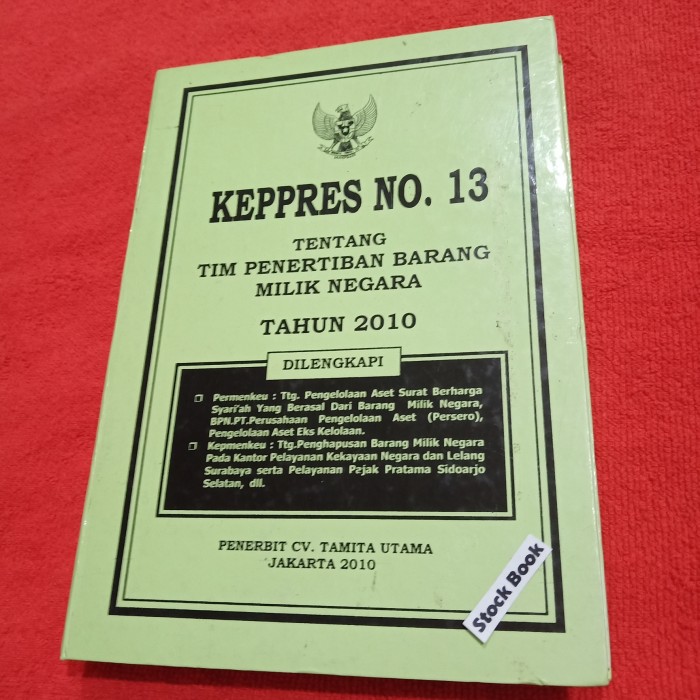 KEPPRES NO. 13
TENTANG
TIM PENERTIBAN BARANG
MILIK NEGARA
TAHUN 2010
DILENGKAPI
❐ Permenkeu : Ttg. Pengelolaan Aset Surat Berharga
Syari'ah Yang Berasal Dari Barang Milik Negara,
BPN.PT.Perusahaan Pengelolaan Aset (Persero),
Pengelolaan Aset Eks Kelolaan.
❐ Kepmenkeu : Ttg.Penghapusan Barang Milik Negara
Pada Kantor Pelayanan Kekayaan Negara dan Lelang
Surabaya serta Pelayanan Pajak Pratama Sidoarjo
Selatan, dll.
PENERBIT CV. TAMITA UTAMA
JAKARTA 2010
Stock Book